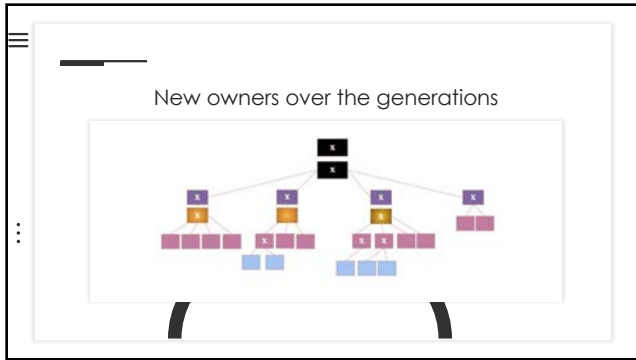 New owners over the generations
X
X
X X X X
X X
X X X